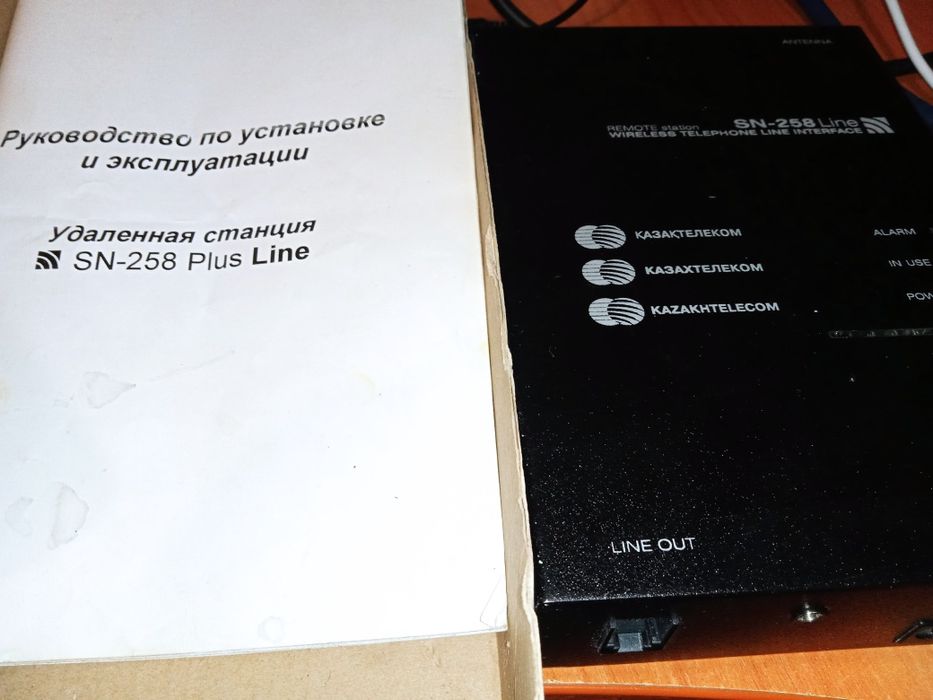 Руководство по установке
и эксплуатации
Удаленная станция
SN-258 Plus Line
ANTENNA
REMOTE station SN-258 Line
WIRELESS TELEPHONE LINE INTERFACE
ҚАЗАҚТЕЛЕКОМ
КАЗАХТЕЛЕКОМ
KAZAKHTELECOM
ALARM
IN USE
LINE OUT